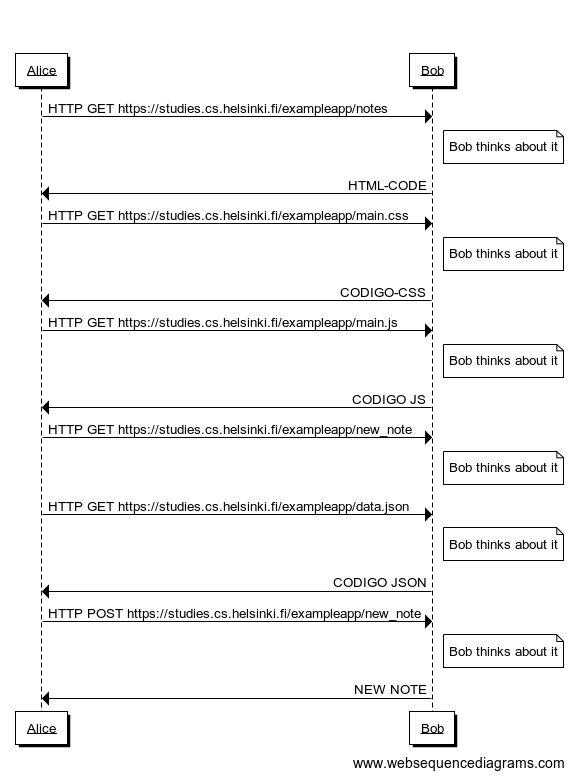 Alice Bob
HTTP GET https://studies.cs.helsinki.fi/exampleapp/notes
Bob thinks about it
HTML-CODE
HTTP GET https://studies.cs.helsinki.fi/exampleapp/main.css
Bob thinks about it
CODIGO-CSS
HTTP GET https://studies.cs.helsinki.fi/exampleapp/main.js
Bob thinks about it
CODIGO JS
HTTP GET https://studies.cs.helsinki.fi/exampleapp/new_note
Bob thinks about it
HTTP GET https://studies.cs.helsinki.fi/exampleapp/data.json
Bob thinks about it
CODIGO JSON
HTTP POST https://studies.cs.helsinki.fi/exampleapp/new_note
Bob thinks about it
NEW NOTE
Alice Bob
www.websequencediagrams.com